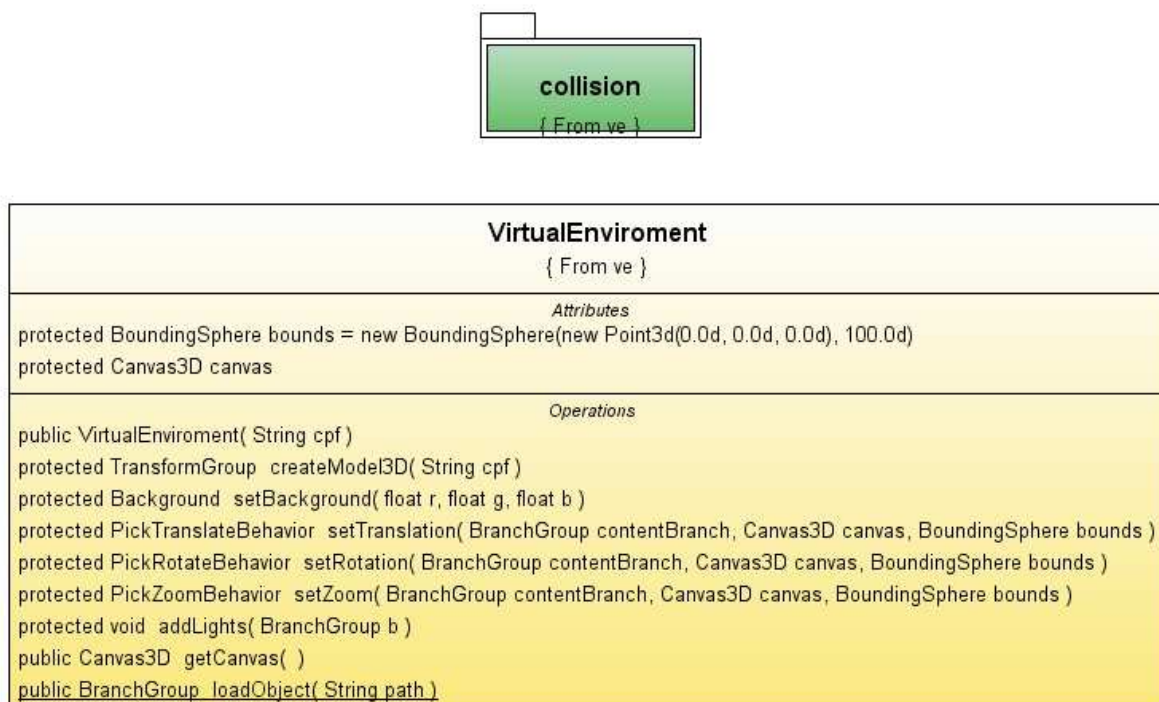 collision
{ From ve }
VirtualEnviroment
{ From ve }
Attributes
protected BoundingSphere bounds = new BoundingSphere(new Point3d(0.0d, 0.0d, 0.0d), 100.0d)
protected Canvas3D canvas
Operations
public VirtualEnviroment( String cpf )
protected TransformGroup createModel3D( String cpf )
protected Background setBackground( float r, float g, float b )
protected PickTranslateBehavior setTranslation( BranchGroup contentBranch, Canvas3D canvas, BoundingSphere bounds )
protected PickRotateBehavior setRotation( BranchGroup contentBranch, Canvas3D canvas, BoundingSphere bounds )
protected PickZoomBehavior setZoom( BranchGroup contentBranch, Canvas3D canvas, BoundingSphere bounds )
protected void addLights( BranchGroup b )
public Canvas3D getCanvas( )
public BranchGroup loadObject( String path )